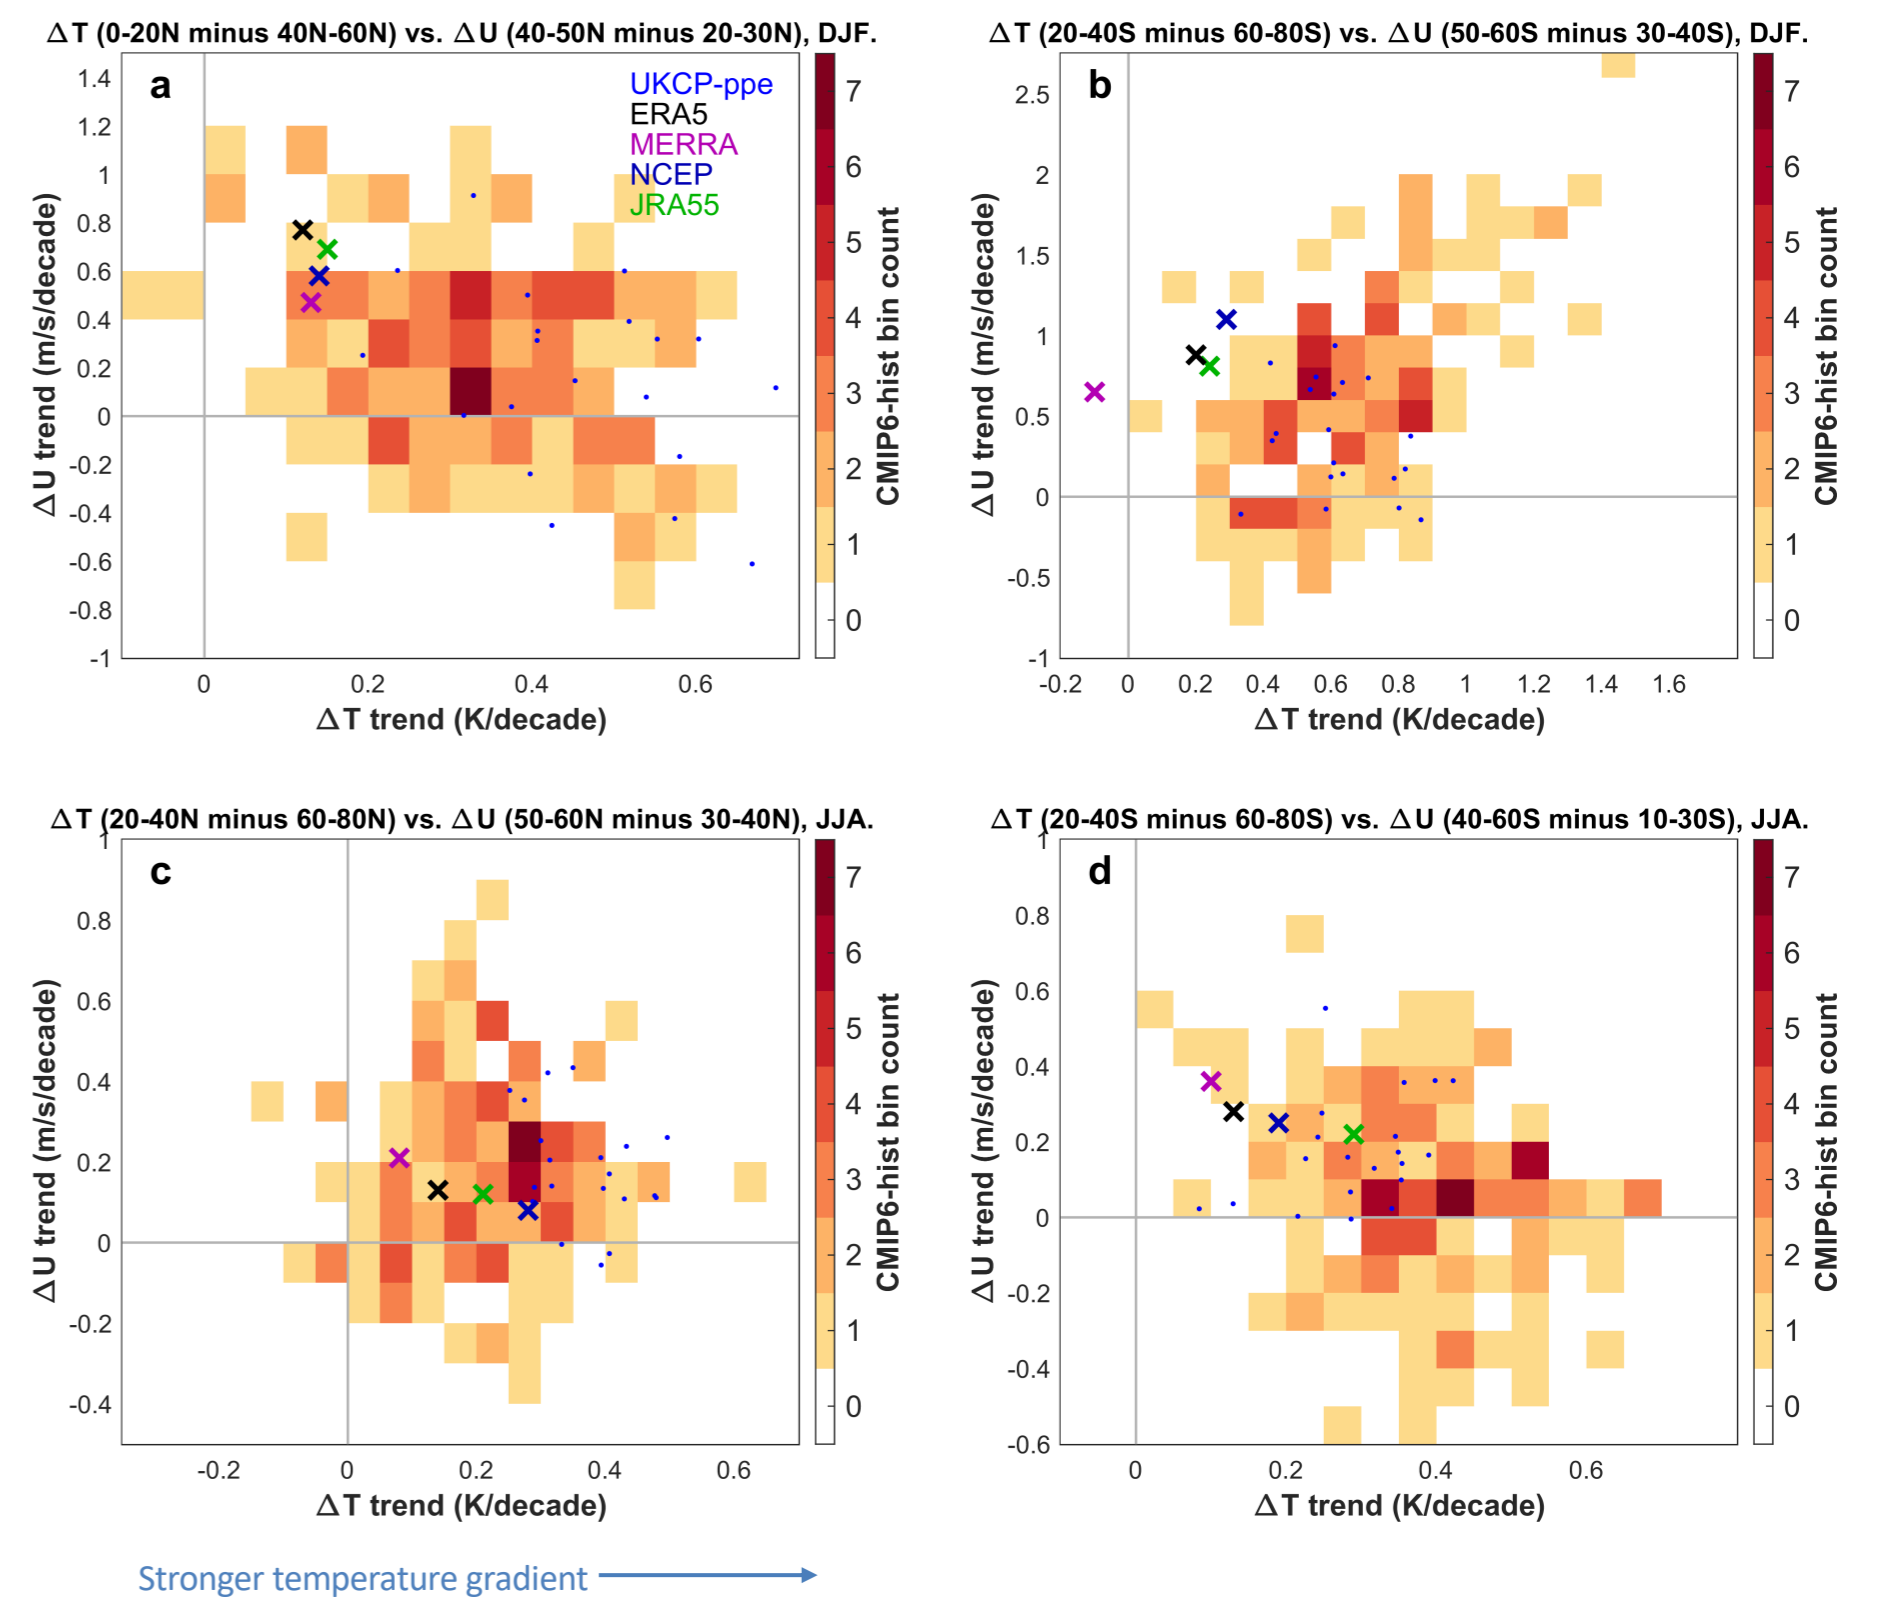 ΔT (0-20N minus 40N-60N) vs. ΔU (40-50N minus 20-30N), DJF.
a
UKCP-ppe
ERA5
MERRA
NCEP
JRA55
1.4
1.2
1
0.8
0.6
0.4
0.2
0
-0.2
-0.4
-0.6
-0.8
-1
ΔU trend (m/s/decade)
0 0.2 0.4 0.6
ΔT trend (K/decade)
7
6
5
4
3
2
1
0
CMIP6-hist bin count
ΔT (20-40S minus 60-80S) vs. ΔU (50-60S minus 30-40S), DJF.
b
2.5
2
1.5
1
0.5
0
-0.5
-1
ΔU trend (m/s/decade)
-0.2 0 0.2 0.4 0.6 0.8 1 1.2 1.4 1.6
ΔT trend (K/decade)
7
6
5
4
3
2
1
0
CMIP6-hist bin count
ΔT (20-40N minus 60-80N) vs. ΔU (50-60N minus 30-40N), JJA.
c
1
0.8
0.6
0.4
0.2
0
-0.2
-0.4
ΔU trend (m/s/decade)
-0.2 0 0.2 0.4 0.6
ΔT trend (K/decade)
7
6
5
4
3
2
1
0
CMIP6-hist bin count
ΔT (20-40S minus 60-80S) vs. ΔU (40-60S minus 10-30S), JJA.
d
1
0.8
0.6
0.4
0.2
0
-0.2
-0.4
-0.6
ΔU trend (m/s/decade)
0 0.2 0.4 0.6
ΔT trend (K/decade)
7
6
5
4
3
2
1
0
CMIP6-hist bin count
Stronger temperature gradient